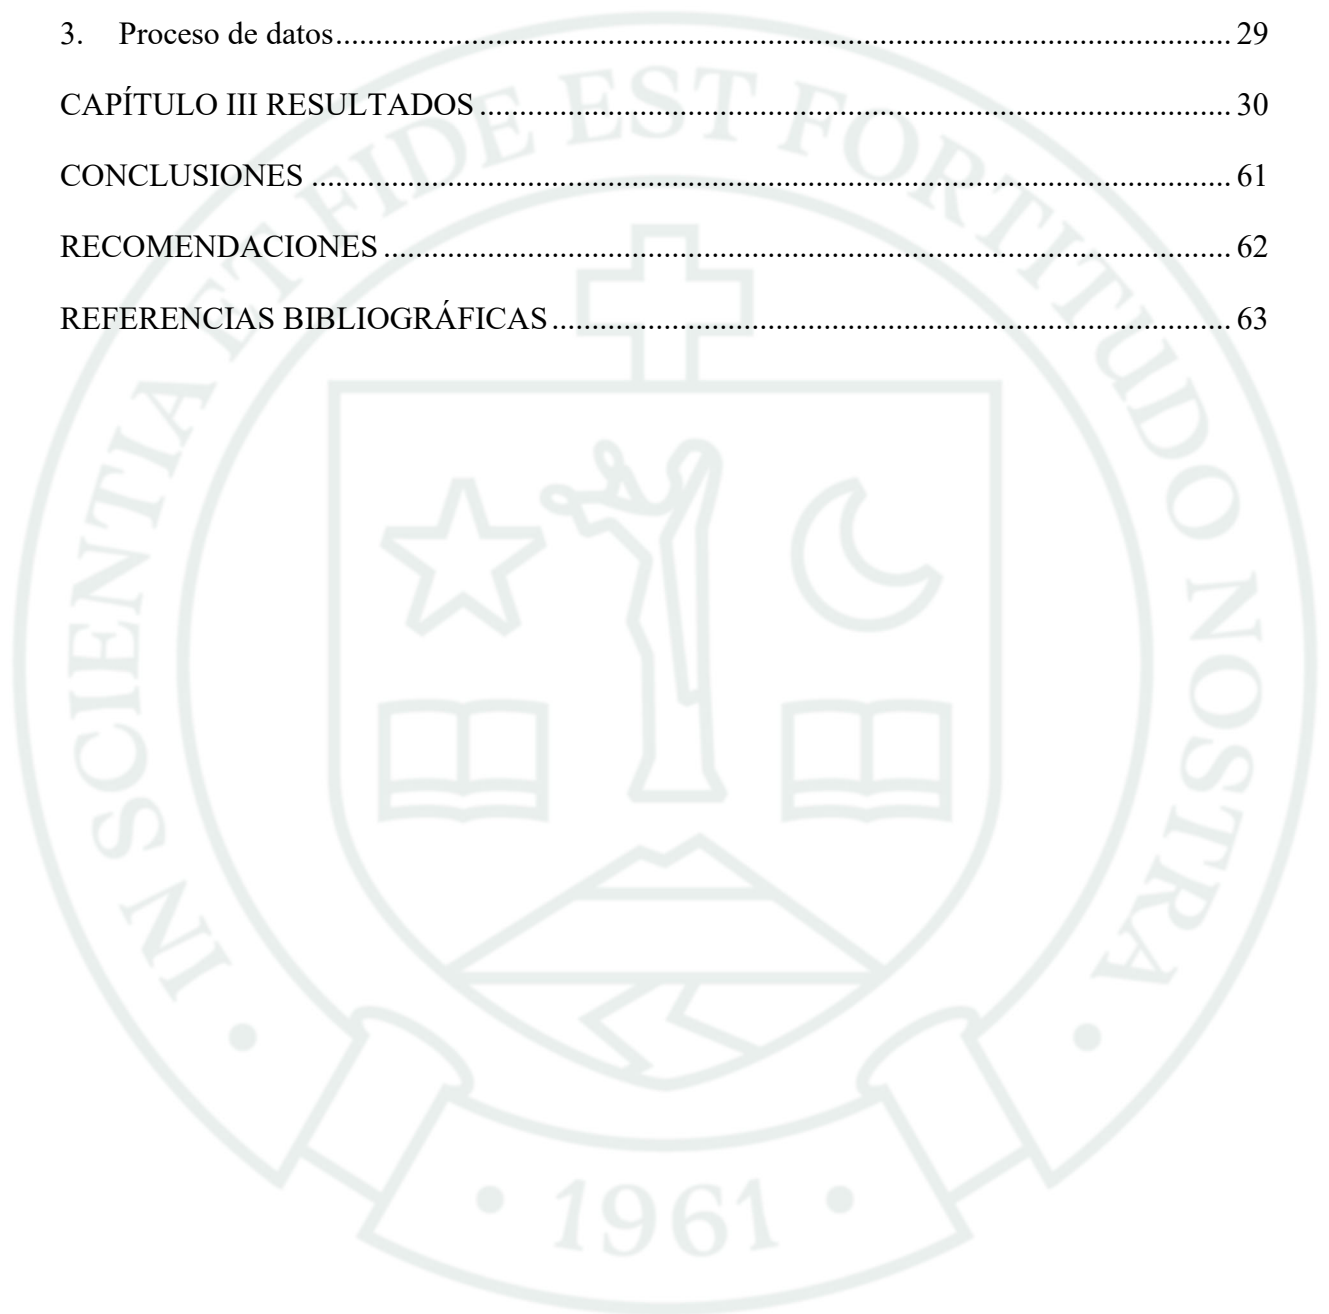 3. Proceso de datos........................................................................................................ 29
CAPÍTULO III RESULTADOS........................................................................................ 30
CONCLUSIONES ............................................................................................................ 61
RECOMENDACIONES ................................................................................................... 62
REFERENCIAS BIBLIOGRÁFICAS............................................................................... 63
IN SCIENTIA ET FIDE EST FORTITUDO NOSTRA
• 1961 •